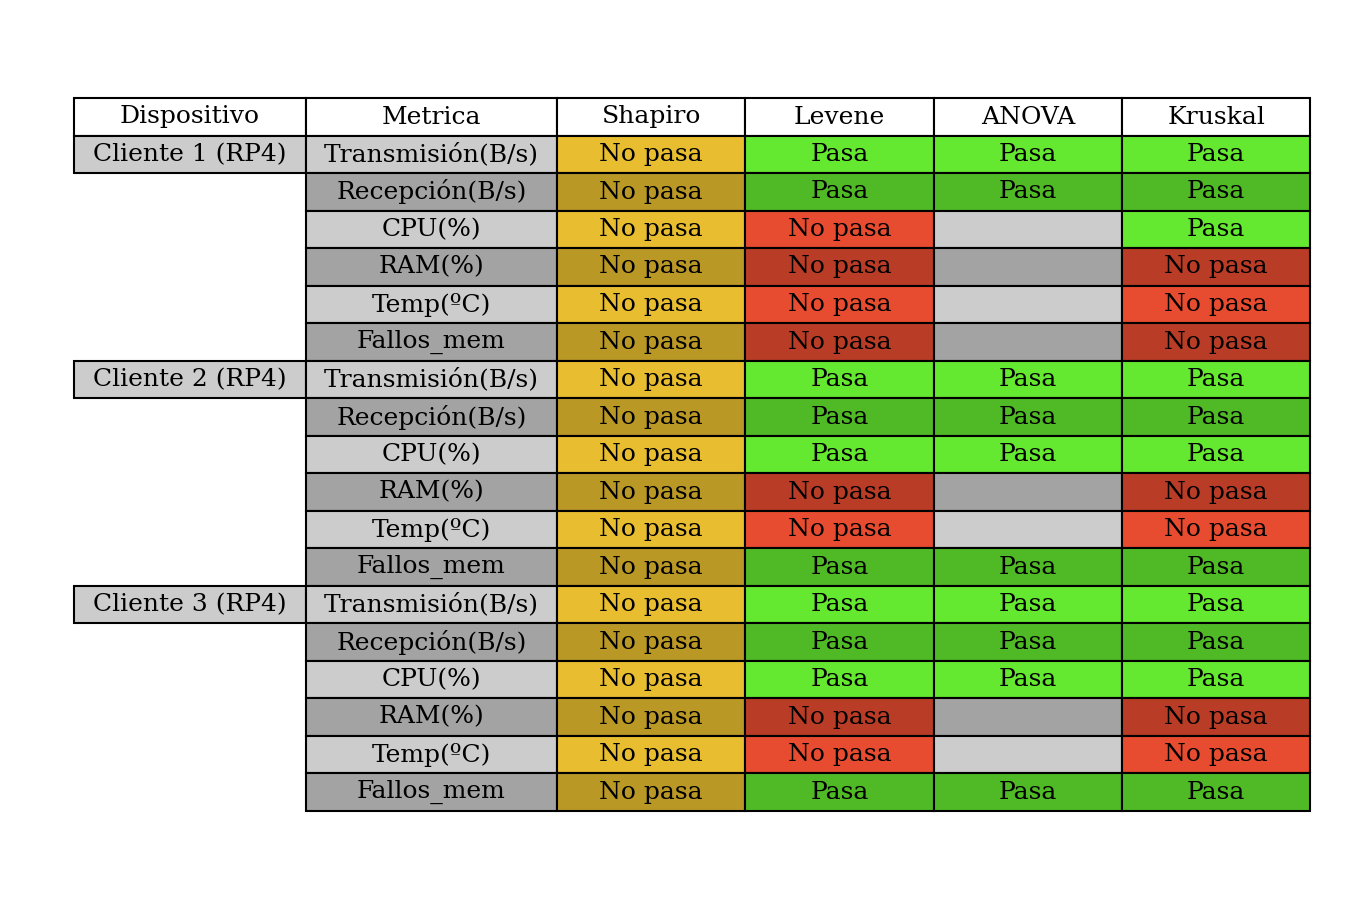 Dispositivo Metrica Shapiro Levene ANOVA Kruskal
Cliente 1 (RP4) Transmisión(B/s) No pasa Pasa Pasa Pasa
Recepción(B/s) No pasa Pasa Pasa Pasa
CPU(%) No pasa No pasa Pasa
RAM(%) No pasa No pasa No pasa
Temp(ºC) No pasa No pasa No pasa
Fallos_mem No pasa No pasa No pasa
Cliente 2 (RP4) Transmisión(B/s) No pasa Pasa Pasa Pasa
Recepción(B/s) No pasa Pasa Pasa Pasa
CPU(%) No pasa Pasa Pasa Pasa
RAM(%) No pasa No pasa No pasa
Temp(ºC) No pasa No pasa No pasa
Fallos_mem No pasa Pasa Pasa Pasa
Cliente 3 (RP4) Transmisión(B/s) No pasa Pasa Pasa Pasa
Recepción(B/s) No pasa Pasa Pasa Pasa
CPU(%) No pasa Pasa Pasa Pasa
RAM(%) No pasa No pasa No pasa
Temp(ºC) No pasa No pasa No pasa
Fallos_mem No pasa Pasa Pasa Pasa